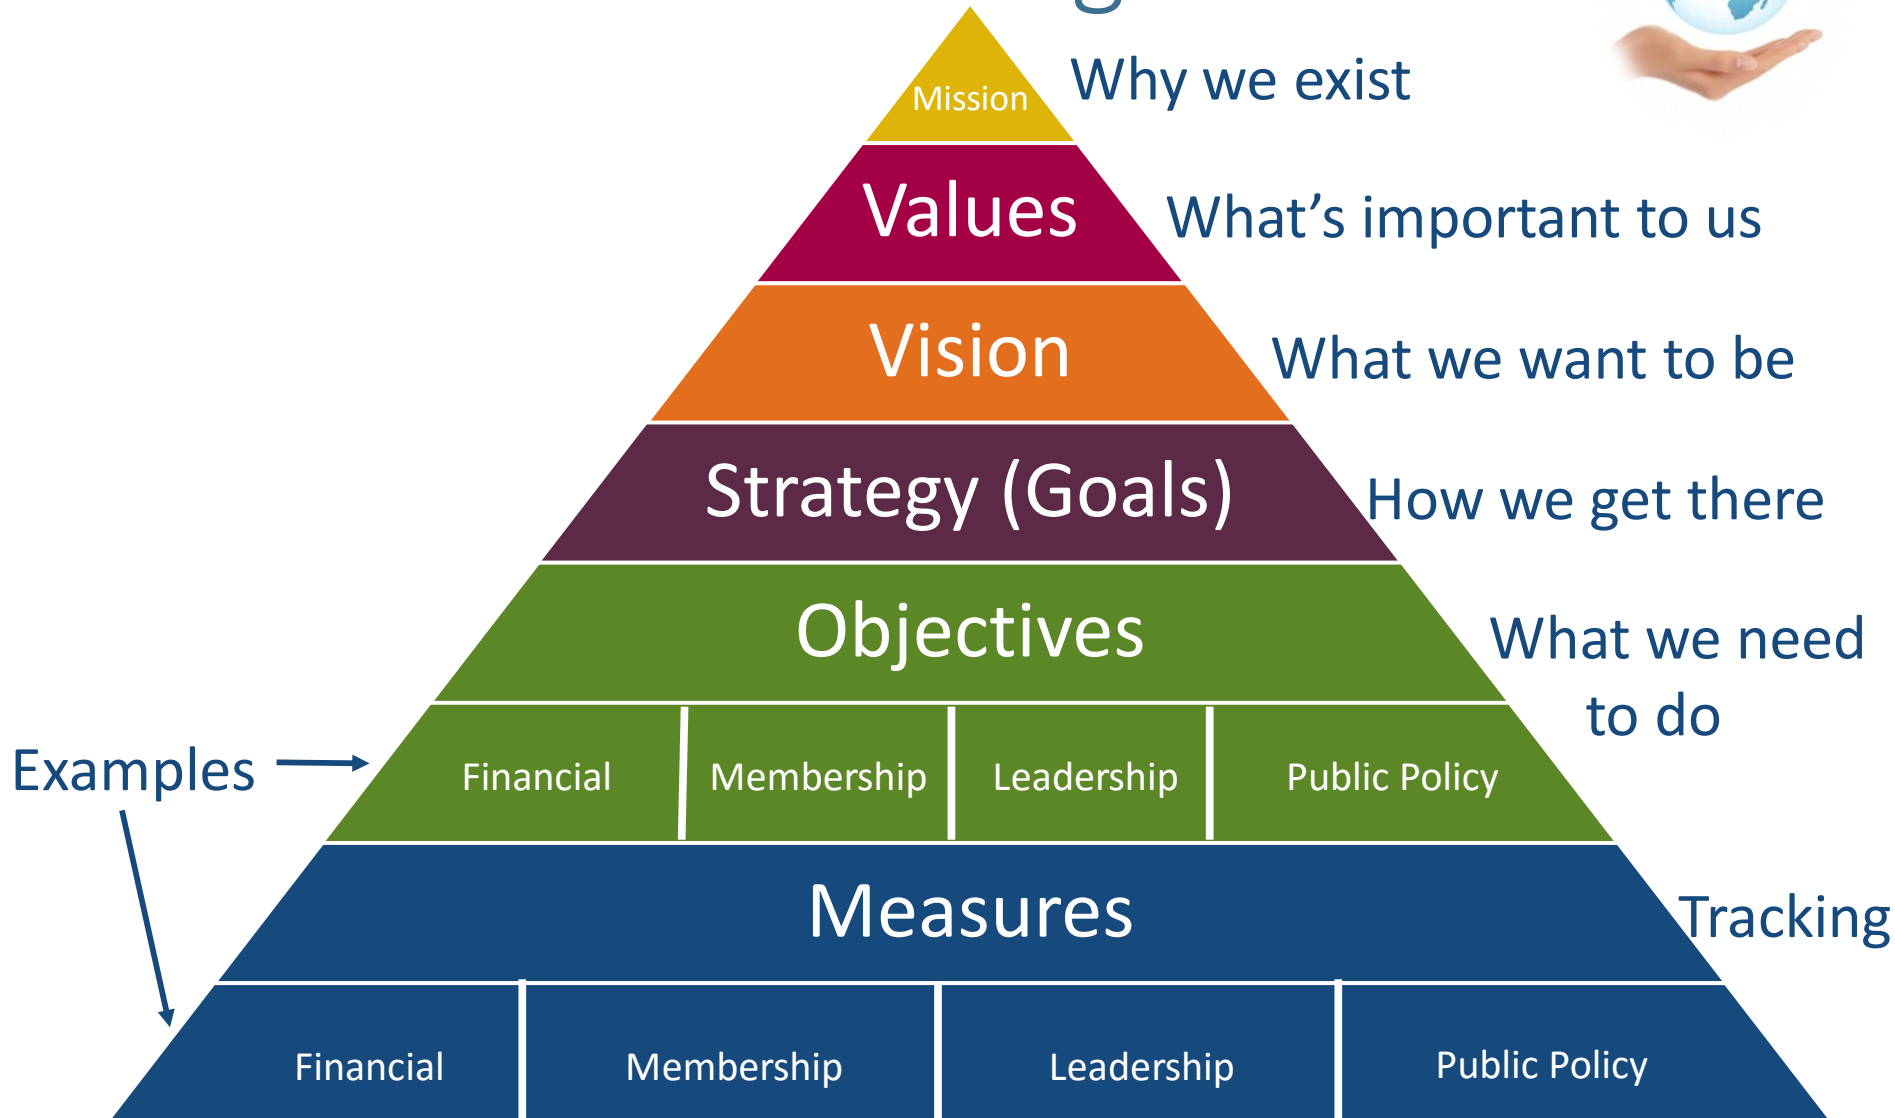 Mission
Why we exist
Values
What's important to us
Vision
What we want to be
Strategy (Goals)
How we get there
Objectives
What we need
to do
Examples
Financial
Membership
Leadership
Public Policy
Measures
Tracking
Financial
Membership
Leadership
Public Policy